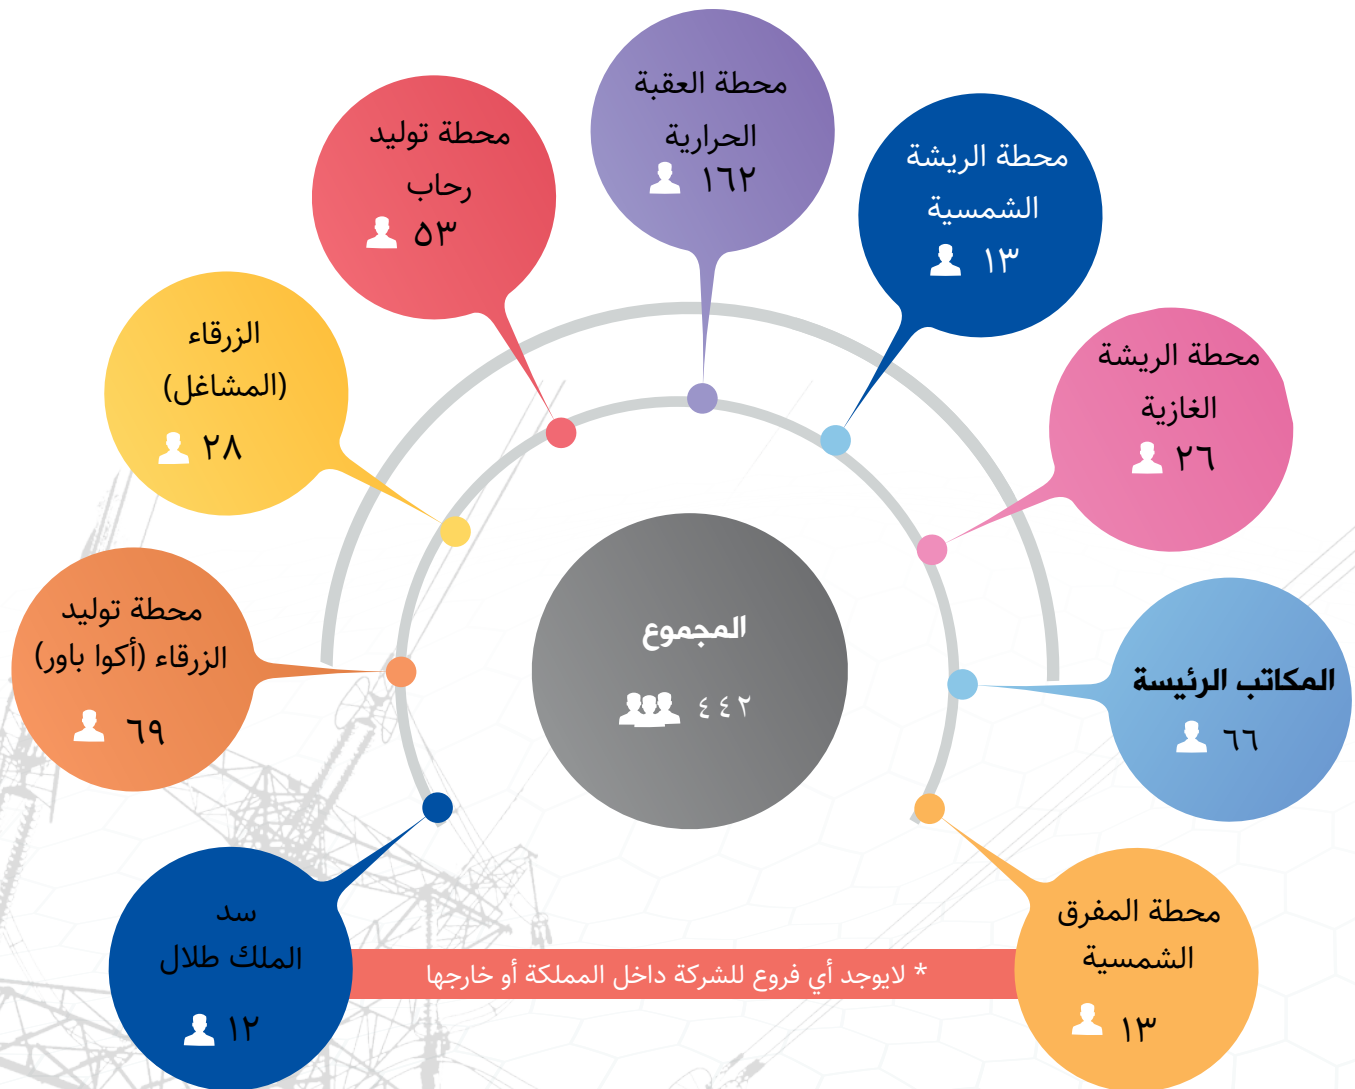 محطة العقبة
الحرارية
١٦٢
محطة توليد
رحاب
٥٣
محطة الريشة
الشمسية
١٣
الزرقاء
(المشاغل)
٢٨
محطة الريشة
الغازية
٢٦
محطة توليد
الزرقاء (أكوا باور)
٦٩
المجموع
٤٤٢
المكاتب الرئيسة
٦٦
سد
الملك طلال
١٢
* لايوجد أي فروع للشركة داخل المملكة أو خارجها
محطة المفرق
الشمسية
١٣